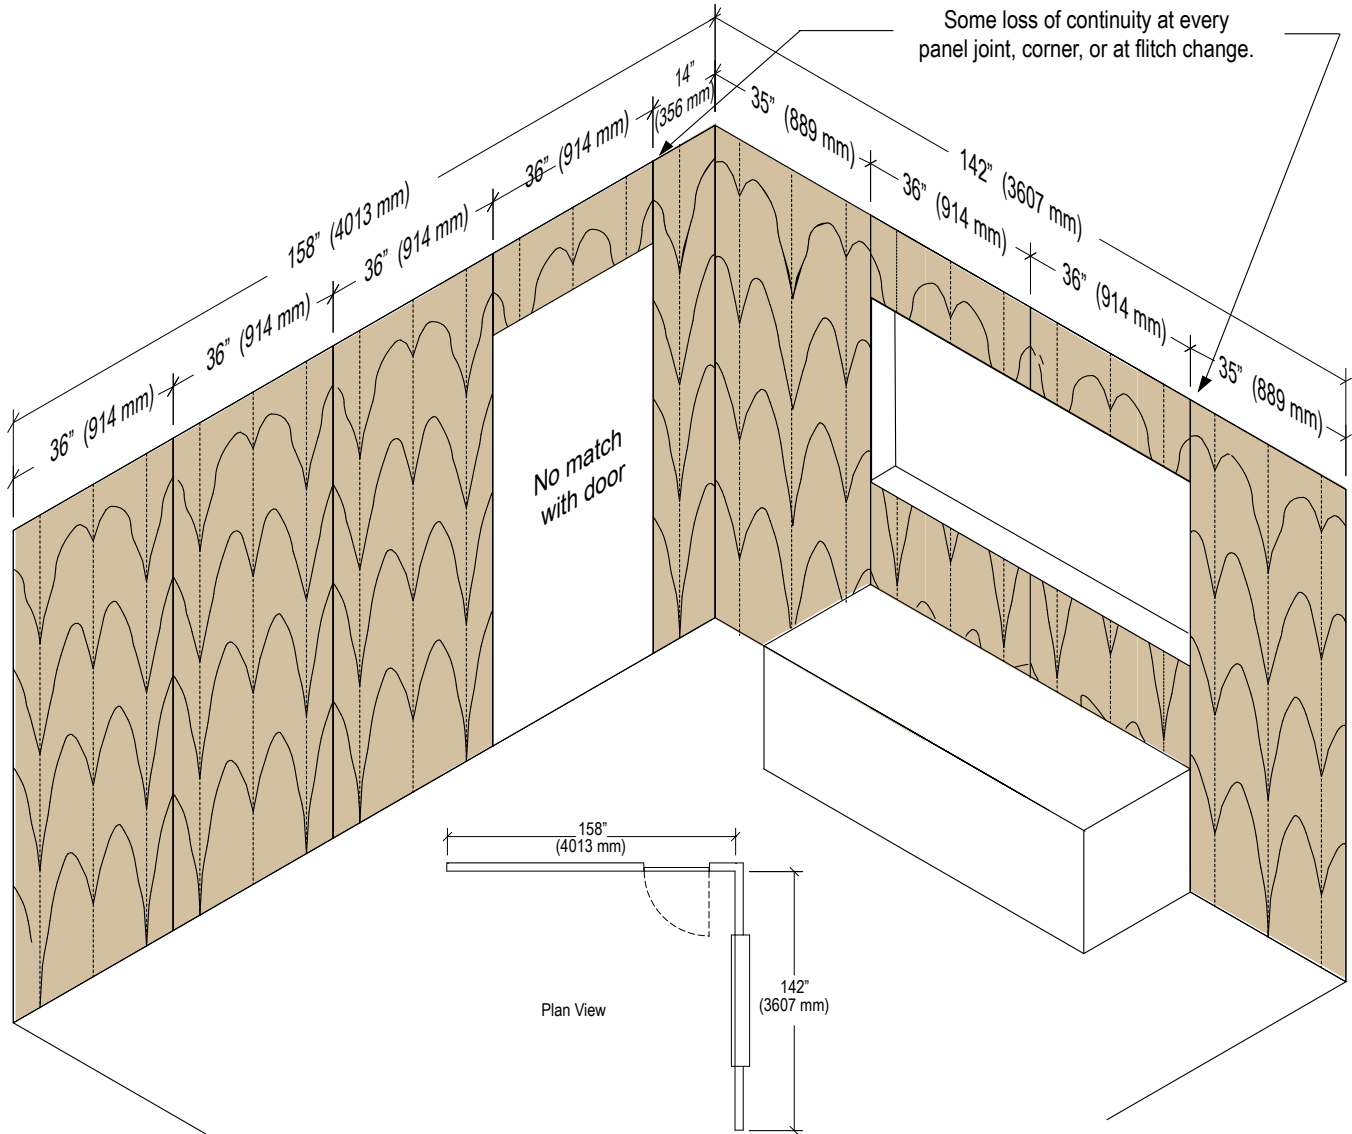 Some loss of continuity at every
panel joint, corner, or at flitch change.
14”
(356 mm)
36” (914 mm)
36” (914 mm)
36” (914 mm)
36” (914 mm)
158” (4013 mm)
35” (889 mm)
142” (3607 mm)
36” (914 mm)
36” (914 mm)
35” (889 mm)
No match
with door
158”
(4013 mm)
Plan View
142”
(3607 mm)